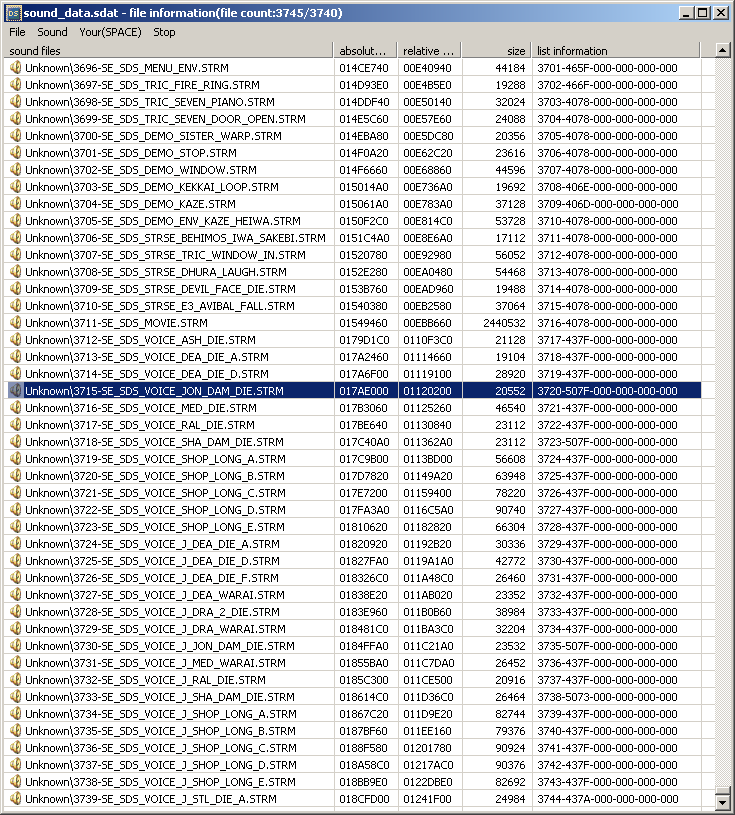 DS sound_data.sdat - file information(file count:3745/3740)
File Sound Your(SPACE) Stop
sound files absolut... relative ... size list information
Unknown\3696-SE_SDS_MENU_ENV.STRM 014CE740 00E40940 44184 3701-465F-000-000-000-000
Unknown\3697-SE_SDS_TRIC_FIRE_RING.STRM 014D93E0 00E4B5E0 19288 3702-466F-000-000-000-000
Unknown\3698-SE_SDS_TRIC_SEVEN_PIANO.STRM 014DDF40 00E50140 32024 3703-4078-000-000-000-000
Unknown\3699-SE_SDS_TRIC_SEVEN_DOOR_OPEN.STRM 014E5C60 00E57E60 24088 3704-4078-000-000-000-000
Unknown\3700-SE_SDS_DEMO_SISTER_WARP.STRM 014EBA80 00E5DC80 20356 3705-4078-000-000-000-000
Unknown\3701-SE_SDS_DEMO_STOP.STRM 014F0A20 00E62C20 23616 3706-4078-000-000-000-000
Unknown\3702-SE_SDS_DEMO_WINDOW.STRM 014F6660 00E68860 44596 3707-4078-000-000-000-000
Unknown\3703-SE_SDS_DEMO_KEKKAI_LOOP.STRM 015014A0 00E736A0 19692 3708-406E-000-000-000-000
Unknown\3704-SE_SDS_DEMO_KAZE.STRM 015061A0 00E783A0 37128 3709-406D-000-000-000-000
Unknown\3705-SE_SDS_DEMO_ENV_KAZE_HEIWA.STRM 0150F2C0 00E814C0 53728 3710-4078-000-000-000-000
Unknown\3706-SE_SDS_STRSE_BEHIMOS_IWA_SAKEBI.STRM 0151C4A0 00E8E6A0 17112 3711-4078-000-000-000-000
Unknown\3707-SE_SDS_STRSE_TRIC_WINDOW_IN.STRM 01520780 00E92980 56052 3712-4078-000-000-000-000
Unknown\3708-SE_SDS_STRSE_DHURA_LAUGH.STRM 0152E280 00EA0480 54468 3713-4078-000-000-000-000
Unknown\3709-SE_SDS_STRSE_DEVIL_FACE_DIE.STRM 0153B760 00EAD960 19488 3714-4078-000-000-000-000
Unknown\3710-SE_SDS_STRSE_E3_AVIBAL_FALL.STRM 01540380 00EB2580 37064 3715-4078-000-000-000-000
Unknown\3711-SE_SDS_MOVIE.STRM 01549460 00EBB660 2440532 3716-4078-000-000-000-000
Unknown\3712-SE_SDS_VOICE_ASH_DIE.STRM 0179D1C0 0110F3C0 21128 3717-437F-000-000-000-000
Unknown\3713-SE_SDS_VOICE_DEA_DIE_A.STRM 017A2460 01114660 19104 3718-437F-000-000-000-000
Unknown\3714-SE_SDS_VOICE_DEA_DIE_D.STRM 017A6F00 01119100 28920 3719-437F-000-000-000-000
Unknown\3715-SE_SDS_VOICE_JON_DAM_DIE.STRM 017AE000 01120200 20552 3720-507F-000-000-000-000
Unknown\3716-SE_SDS_VOICE_MED_DIE.STRM 017B3060 01125260 46540 3721-437F-000-000-000-000
Unknown\3717-SE_SDS_VOICE_RAL_DIE.STRM 017BE640 01130840 23112 3722-437F-000-000-000-000
Unknown\3718-SE_SDS_VOICE_SHA_DAM_DIE.STRM 017C40A0 011362A0 23112 3723-507F-000-000-000-000
Unknown\3719-SE_SDS_VOICE_SHOP_LONG_A.STRM 017C9B00 0113BD00 56608 3724-437F-000-000-000-000
Unknown\3720-SE_SDS_VOICE_SHOP_LONG_B.STRM 017D7820 01149A20 63948 3725-437F-000-000-000-000
Unknown\3721-SE_SDS_VOICE_SHOP_LONG_C.STRM 017E7200 01159400 78220 3726-437F-000-000-000-000
Unknown\3722-SE_SDS_VOICE_SHOP_LONG_D.STRM 017FA3A0 0116C5A0 90740 3727-437F-000-000-000-000
Unknown\3723-SE_SDS_VOICE_SHOP_LONG_E.STRM 01810620 01182820 66304 3728-437F-000-000-000-000
Unknown\3724-SE_SDS_VOICE_J_DEA_DIE_A.STRM 01820920 01192B20 30336 3729-437F-000-000-000-000
Unknown\3725-SE_SDS_VOICE_J_DEA_DIE_D.STRM 01827FA0 0119A1A0 42772 3730-437F-000-000-000-000
Unknown\3726-SE_SDS_VOICE_J_DEA_DIE_F.STRM 018326C0 011A48C0 26460 3731-437F-000-000-000-000
Unknown\3727-SE_SDS_VOICE_J_DEA_WARAI.STRM 01838E20 011AB020 23352 3732-437F-000-000-000-000
Unknown\3728-SE_SDS_VOICE_J_DRA_2_DIE.STRM 0183E960 011B0B60 38984 3733-437F-000-000-000-000
Unknown\3729-SE_SDS_VOICE_J_DRA_WARAI.STRM 018481C0 011BA3C0 32204 3734-437F-000-000-000-000
Unknown\3730-SE_SDS_VOICE_J_JON_DAM_DIE.STRM 0184FFA0 011C21A0 23532 3735-507F-000-000-000-000
Unknown\3731-SE_SDS_VOICE_J_MED_WARAI.STRM 01855BA0 011C7DA0 26452 3736-437F-000-000-000-000
Unknown\3732-SE_SDS_VOICE_J_RAL_DIE.STRM 0185C300 011CE500 20916 3737-437F-000-000-000-000
Unknown\3733-SE_SDS_VOICE_J_SHA_DAM_DIE.STRM 018614C0 011D36C0 26464 3738-5073-000-000-000-000
Unknown\3734-SE_SDS_VOICE_J_SHOP_LONG_A.STRM 01867C20 011D9E20 82744 3739-437F-000-000-000-000
Unknown\3735-SE_SDS_VOICE_J_SHOP_LONG_B.STRM 0187BF60 011EE160 79376 3740-437F-000-000-000-000
Unknown\3736-SE_SDS_VOICE_J_SHOP_LONG_C.STRM 0188F580 01201780 90924 3741-437F-000-000-000-000
Unknown\3737-SE_SDS_VOICE_J_SHOP_LONG_D.STRM 018A58C0 01217AC0 90376 3742-437F-000-000-000-000
Unknown\3738-SE_SDS_VOICE_J_SHOP_LONG_E.STRM 018BB9E0 0122DBE0 82692 3743-437F-000-000-000-000
Unknown\3739-SE_SDS_VOICE_J_STL_DIE_A.STRM 018CFD00 01241F00 24984 3744-437A-000-000-000-000